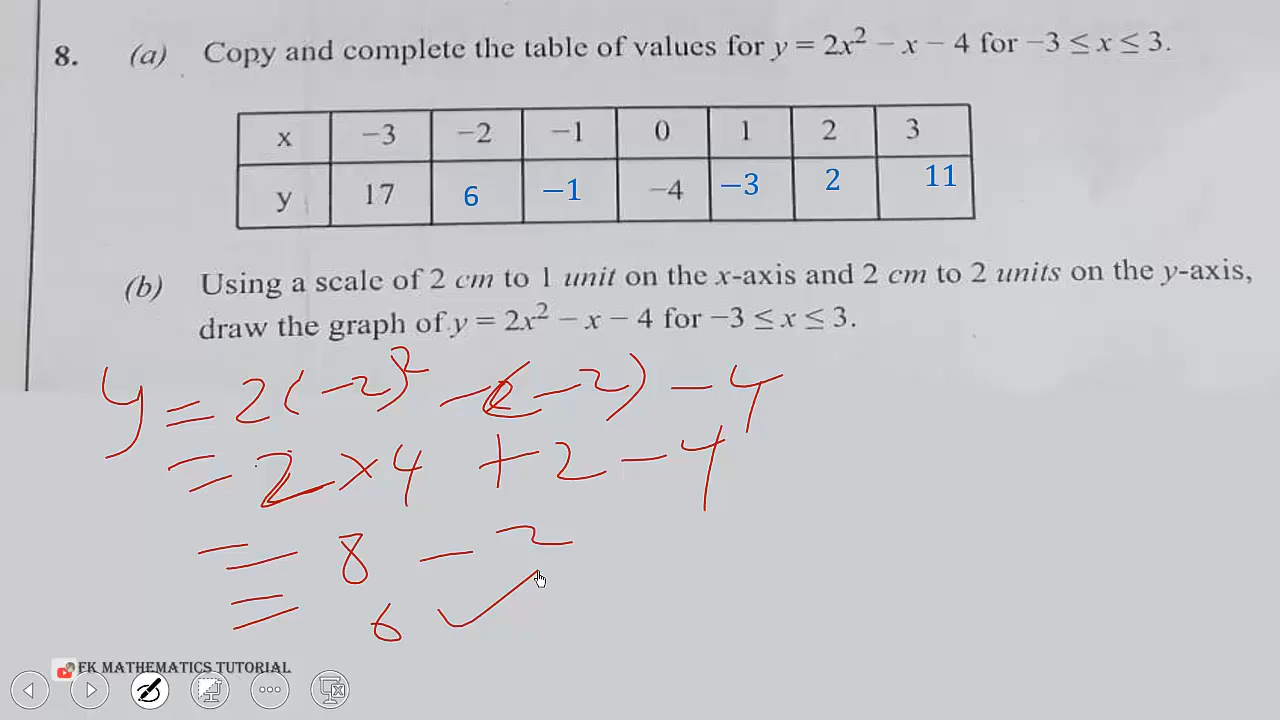 8. (a) Copy and complete the table of values for y = 2x² − x − 4 for −3 ≤ x ≤ 3.
x −3 −2 −1 0 1 2 3
y 17 6 −1 −4 −3 2 11
(b) Using a scale of 2 cm to 1 unit on the x-axis and 2 cm to 2 units on the y-axis,
draw the graph of y = 2x² − x − 4 for −3 ≤ x ≤ 3.
y = 2(−2)² − (−2) − 4
= 2 × 4 + 2 − 4
= 8 − 2
= 6 ✓
FK MATHEMATICS TUTORIAL